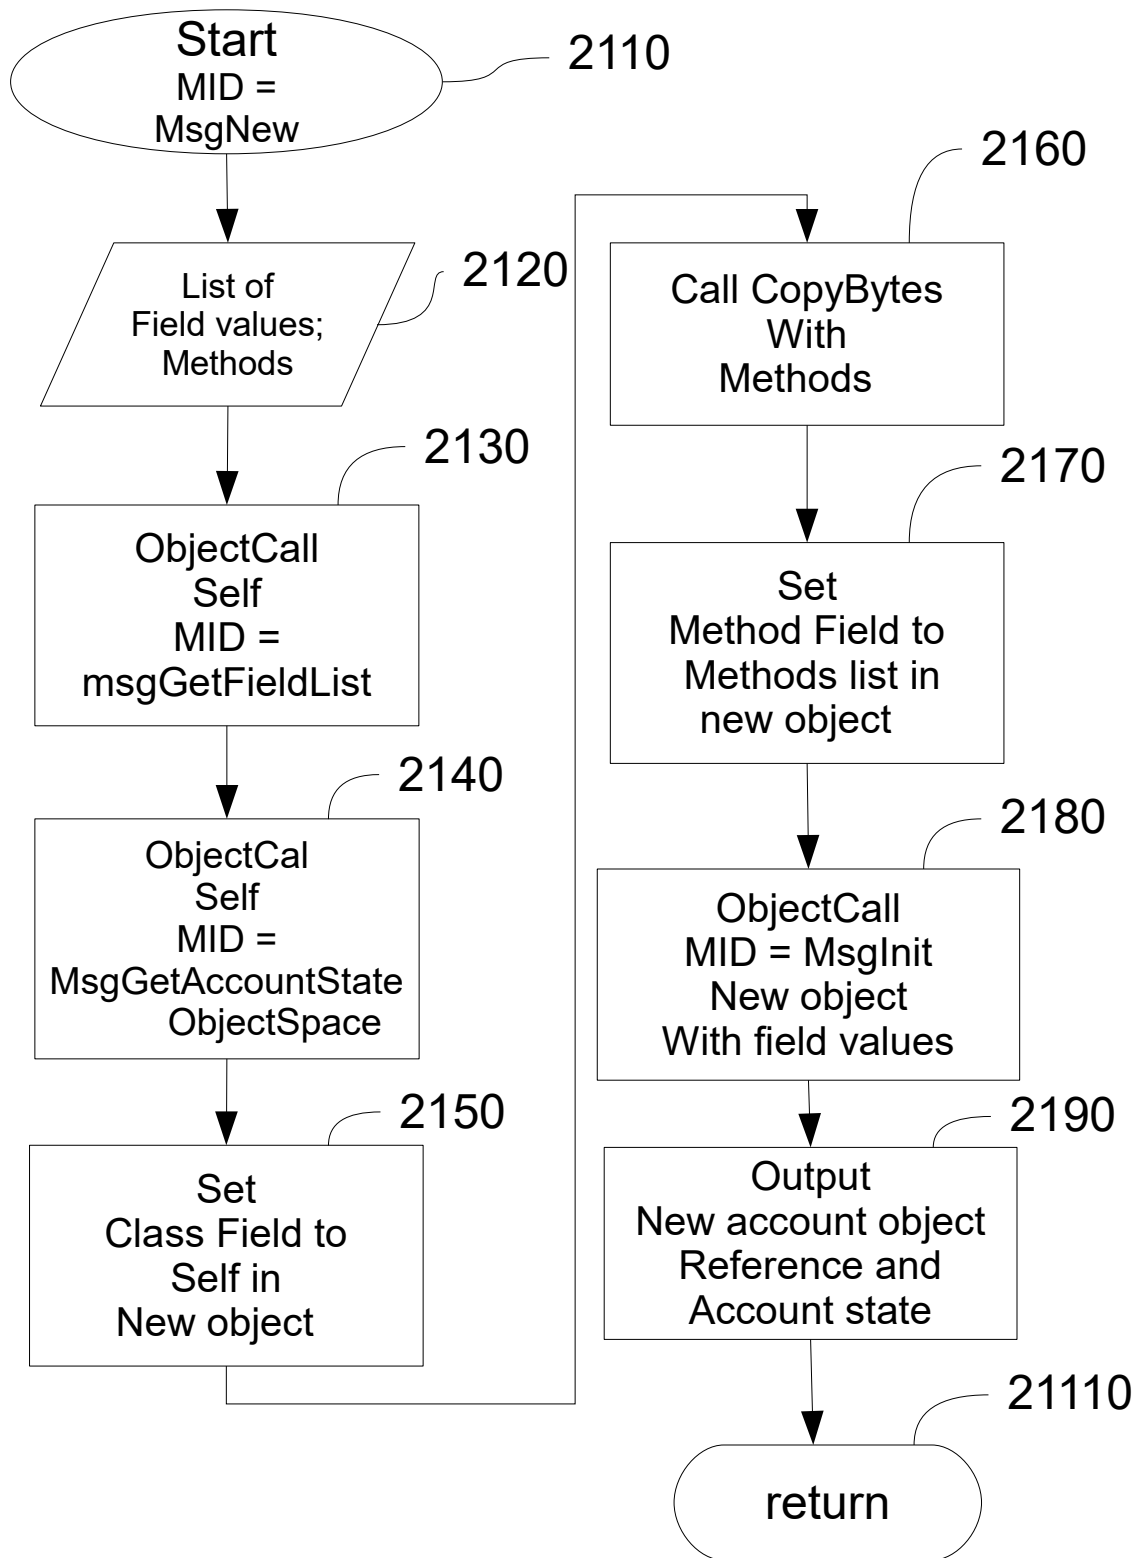 Start
MID =
MsgNew
2110
List of
Field values;
Methods
2120
ObjectCall
Self
MID =
msgGetFieldList
2130
ObjectCal
Self
MID =
MsgGetAccountState
ObjectSpace
2140
Set
Class Field to
Self in
New object
2150
Call CopyBytes
With
Methods
2160
Set
Method Field to
Methods list in
new object
2170
ObjectCall
MID = MsgInit
New object
With field values
2180
Output
New account object
Reference and
Account state
2190
return
21110